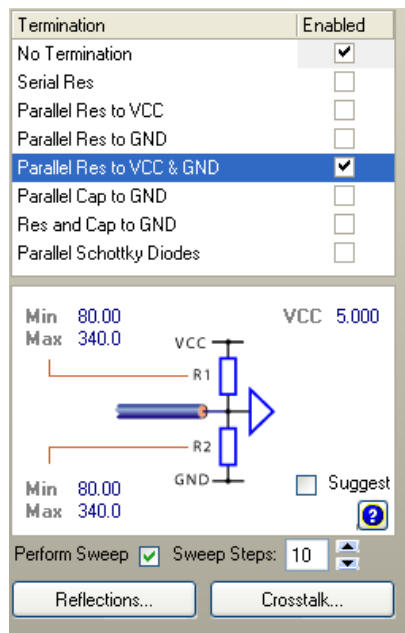 Termination Enabled
No Termination
Serial Res
Parallel Res to VCC
Parallel Res to GND
Parallel Res to VCC & GND
Parallel Cap to GND
Res and Cap to GND
Parallel Schottky Diodes
Min 80.00 VCC 5.000
Max 340.0
VCC
R1
R2
GND
Min 80.00
Max 340.0
Suggest
?
Perform Sweep Sweep Steps: 10
Reflections... Crosstalk...